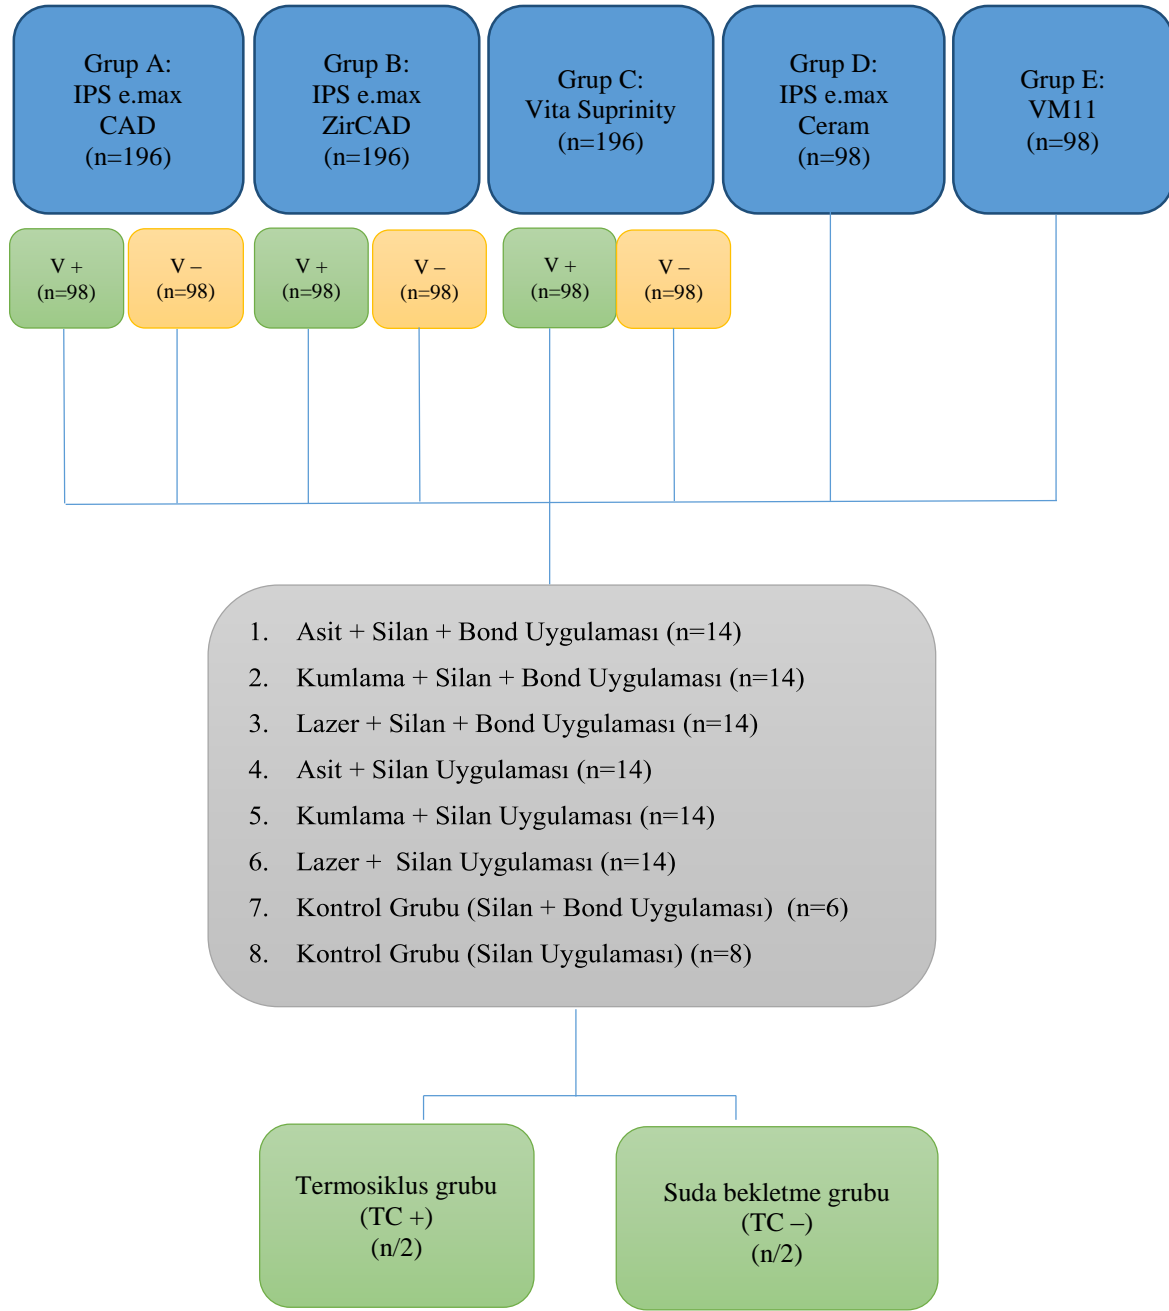 Grup A:
IPS e.max
CAD
(n=196)
Grup B:
IPS e.max
ZirCAD
(n=196)
Grup C:
Vita Suprinity
(n=196)
Grup D:
IPS e.max
Ceram
(n=98)
Grup E:
VM11
(n=98)
V +
(n=98)
V –
(n=98)
V +
(n=98)
V –
(n=98)
V +
(n=98)
V –
(n=98)
1. Asit + Silan + Bond Uygulaması (n=14)
2. Kumlama + Silan + Bond Uygulaması (n=14)
3. Lazer + Silan + Bond Uygulaması (n=14)
4. Asit + Silan Uygulaması (n=14)
5. Kumlama + Silan Uygulaması (n=14)
6. Lazer + Silan Uygulaması (n=14)
7. Kontrol Grubu (Silan + Bond Uygulaması) (n=6)
8. Kontrol Grubu (Silan Uygulaması) (n=8)
Termosiklus grubu
(TC +)
(n/2)
Suda bekletme grubu
(TC –)
(n/2)